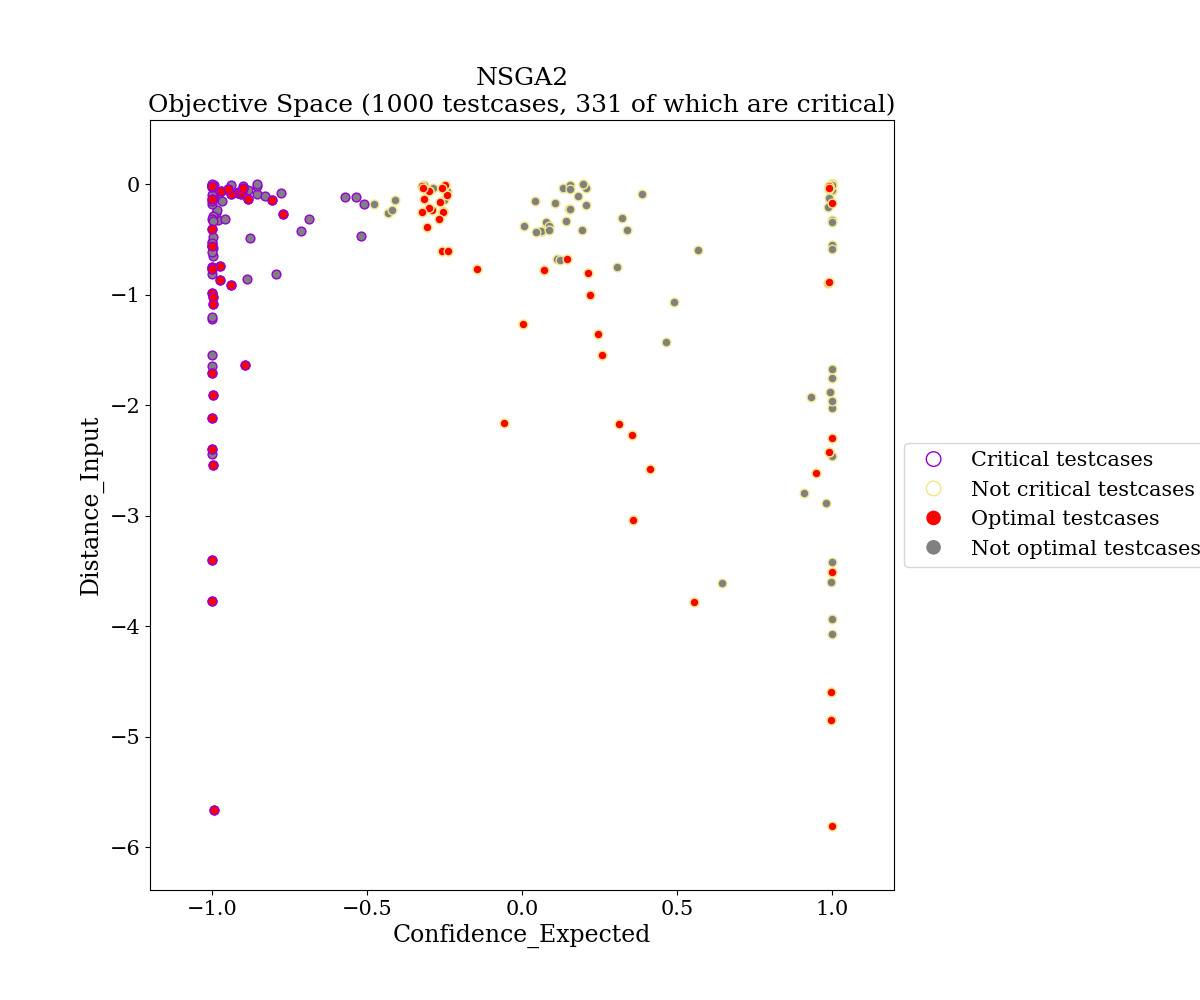 NSGA2
Objective Space (1000 testcases, 331 of which are critical)
0
−1
−2
−3
−4
−5
−6
Distance_Input
−1.0
−0.5
0.0
0.5
1.0
Confidence_Expected
Critical testcases
Not critical testcases
Optimal testcases
Not optimal testcases